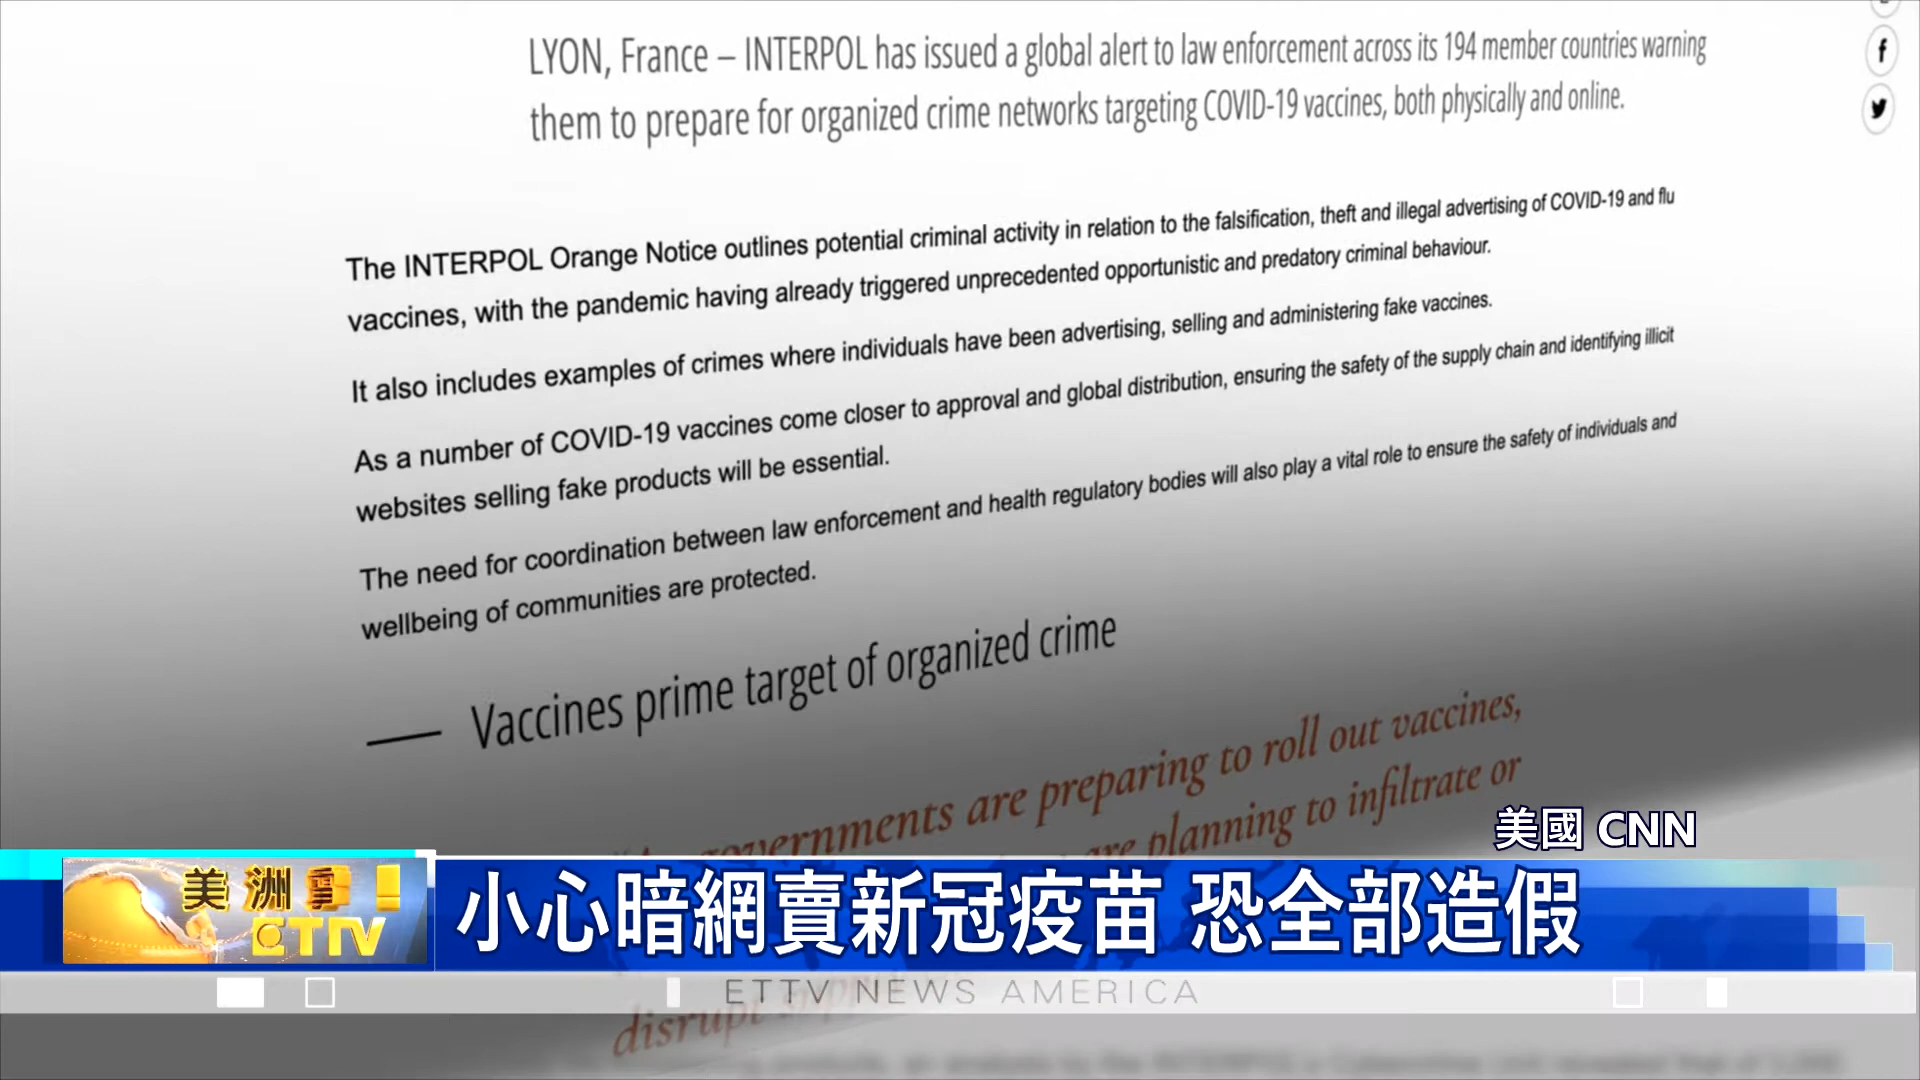 LYON, France – INTERPOL has issued a global alert to law enforcement across its 194 member countries warning
them to prepare for organized crime networks targeting COVID-19 vaccines, both physically and online.
The INTERPOL Orange Notice outlines potential criminal activity in relation to the falsification, theft and illegal advertising of COVID-19 and flu
vaccines, with the pandemic having already triggered unprecedented opportunistic and predatory criminal behaviour.
It also includes examples of crimes where individuals have been advertising, selling and administering fake vaccines.
As a number of COVID-19 vaccines come closer to approval and global distribution, ensuring the safety of the supply chain and identifying illicit
websites selling fake products will be essential.
The need for coordination between law enforcement and health regulatory bodies will also play a vital role to ensure the safety of individuals and
wellbeing of communities are protected.
Vaccines prime target of organized crime
governments are preparing to roll out vaccines,
are planning to infiltrate or
美國 CNN
美洲
ETTV
小心暗網賣新冠疫苗 恐全部造假
ETTV NEWS AMERICA
disrupt